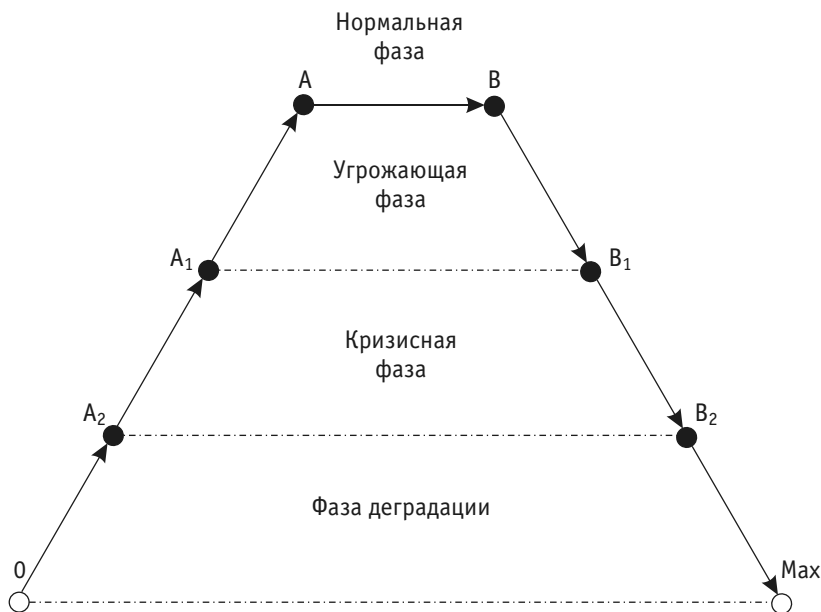 Нормальная
фаза
A B
Угрожающая
фаза
A₁ B₁
Кризисная
фаза
A₂ B₂
Фаза деградации
0 Max